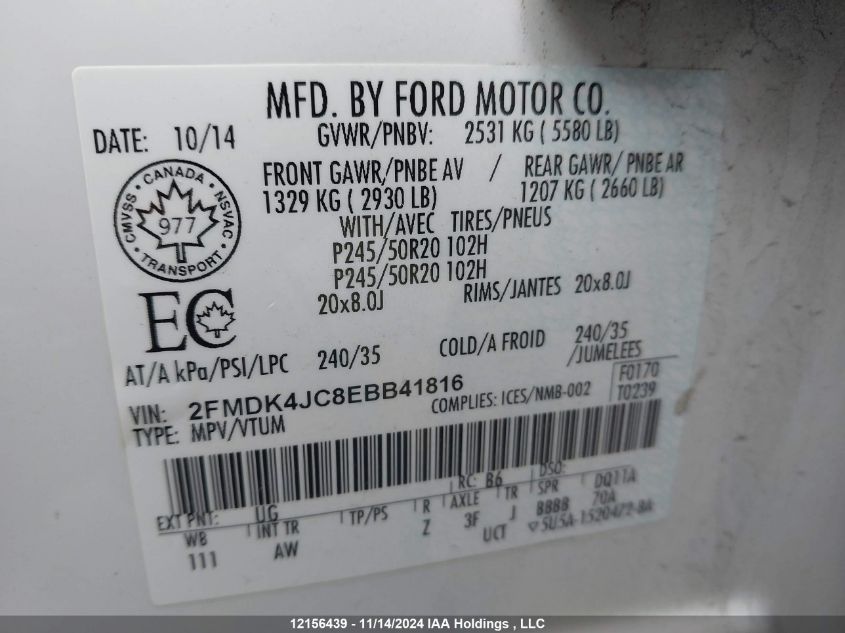 MFD. BY FORD MOTOR CO.
DATE: 10/14 GVWR/PNBV: 2531 KG ( 5580 LB)
FRONT GAWR/PNBE AV / REAR GAWR/ PNBE AR
1329 KG ( 2930 LB) 1207 KG ( 2660 LB)
WITH/AVEC TIRES/PNEUS
P245/50R20 102H
P245/50R20 102H
20x8.0J RIMS/JANTES 20x8.0J
CANADA
CMVSS 977 NSVAC
TRANSPORT
EC
AT/A kPa/PSI/LPC 240/35 COLD/A FROID 240/35
/JUMELEES
VIN: 2FMDK4JC8EBB41816 COMPLIES: ICES/NMB-002 F0170
TYPE: MPV/VTUM T0239
RC: B6 DSO:
EXT PNT: UG AXLE TR SPR DQ11A
WB INT TR TP/PS R 3F J BBBB 70A
111 AW Z UCT 5U5A-1520472-BA
12156439 - 11/14/2024 IAA Holdings , LLC